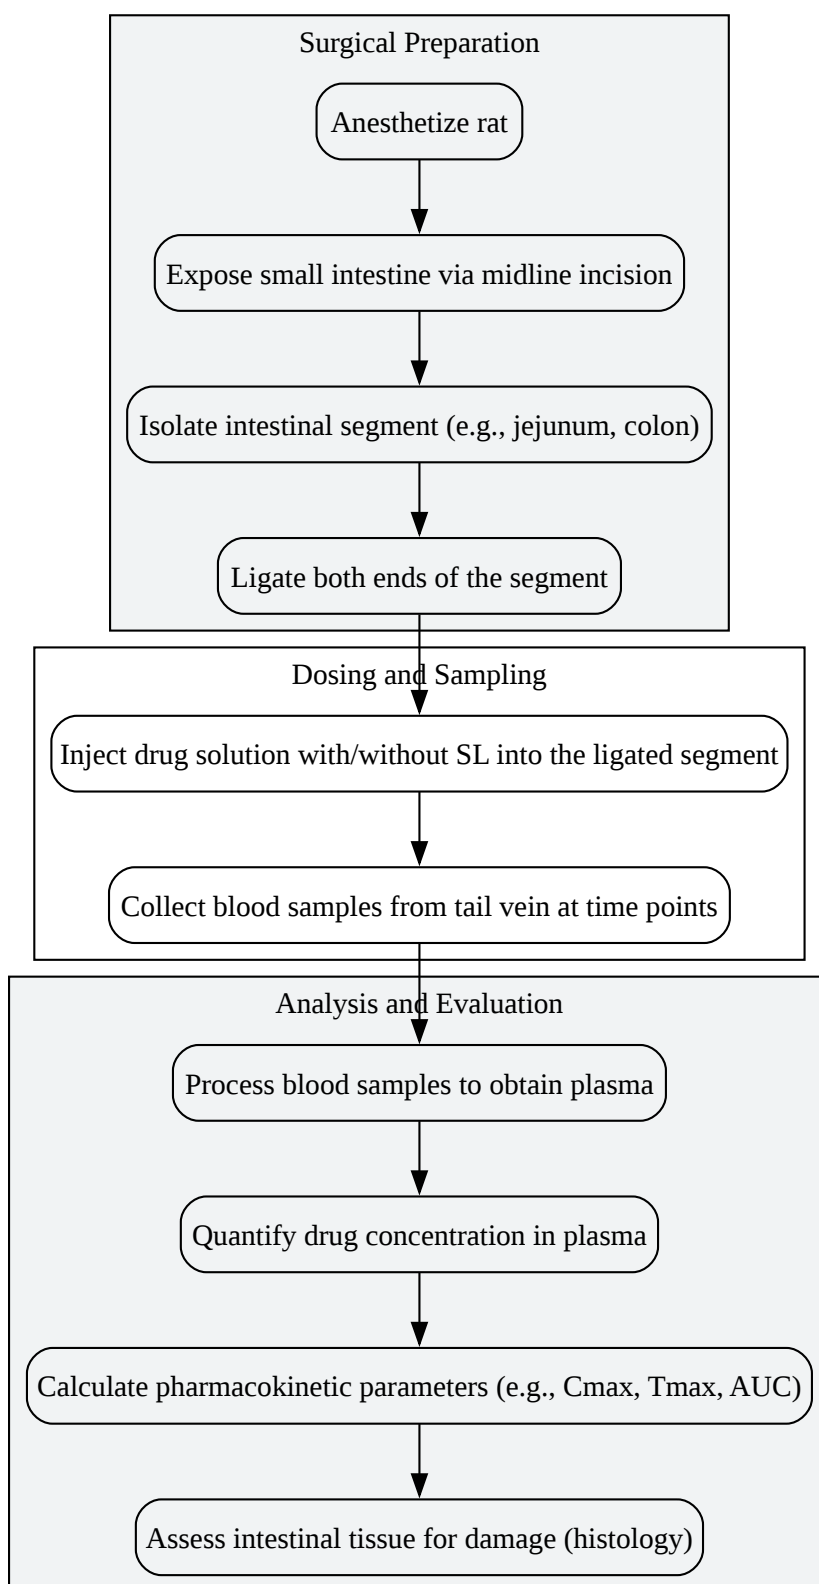 Surgical Preparation
Anesthetize rat
Expose small intestine via midline incision
Isolate intestinal segment (e.g., jejunum, colon)
Ligate both ends of the segment
Dosing and Sampling
Inject drug solution with/without SL into the ligated segment
Collect blood samples from tail vein at time points
Analysis and Evaluation
Process blood samples to obtain plasma
Quantify drug concentration in plasma
Calculate pharmacokinetic parameters (e.g., Cmax, Tmax, AUC)
Assess intestinal tissue for damage (histology)